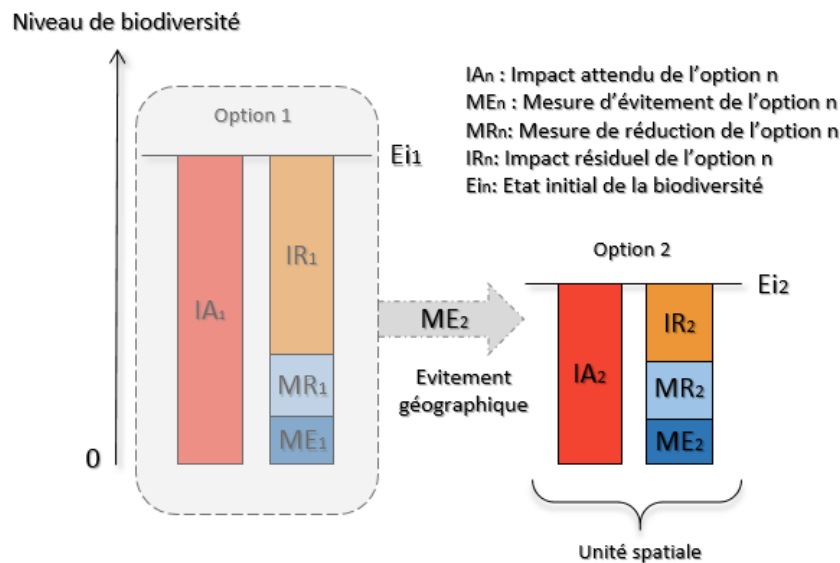 Niveau de biodiversité
IAn : Impact attendu de l'option n
MEn : Mesure d'évitement de l'option n
MRn: Mesure de réduction de l'option n
IRn: Impact résiduel de l'option n
Ein: Etat initial de la biodiversité
Option 1
Ei1
IA1
IR1
MR1
ME1
0
ME2
Evitement
géographique
Option 2
Ei2
IA2
IR2
MR2
ME2
Unité spatiale